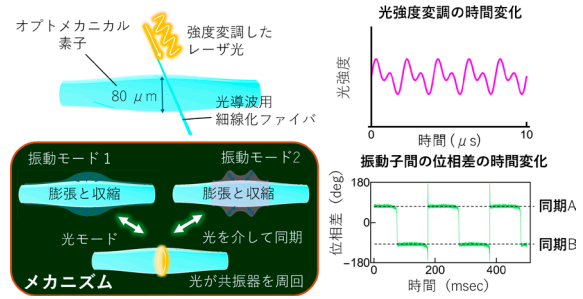 オプトメカニカル
素子
強度変調した
レーザ光
80 μm
光導波用
細線化ファイバ
振動モード1
振動モード2
膨張と収縮
膨張と収縮
光モード
光を介して同期
メカニズム
光が共振器を周回
光強度変調の時間変化
光強度
0
10
時間 (μs)
振動子間の位相差の時間変化
位相差 (deg)
180
0
-180
同期A
同期B
0
200
400
時間 (msec)